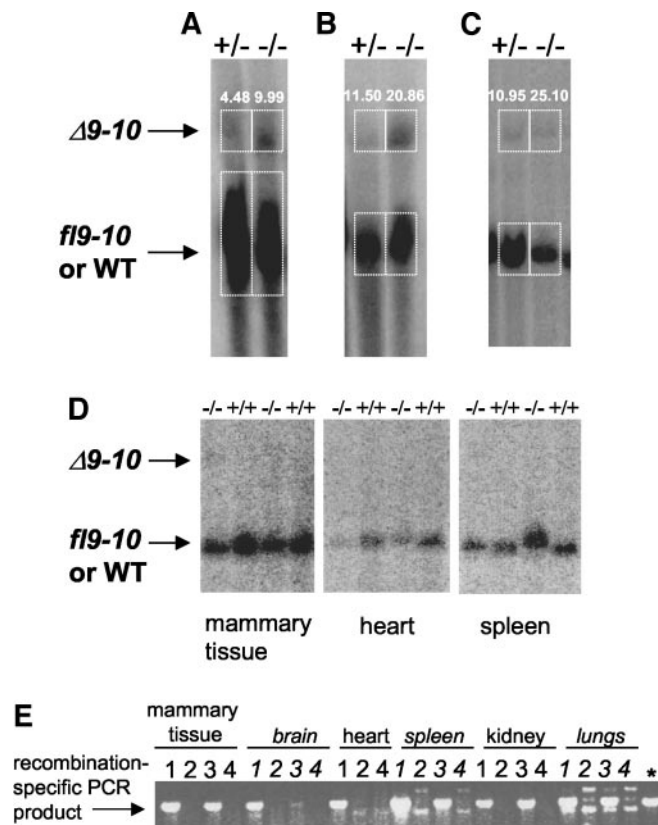 A B C
+/- -/- +/- -/- +/- -/-
4.48 9.99 11.50 20.86 10.95 25.10
Δ9-10
fl9-10
or WT
D
-/- +/+ -/- +/+ -/- +/+ -/- +/+ -/- +/+ -/- +/+
Δ9-10
fl9-10
or WT
mammary
tissue
heart
spleen
E
mammary
tissue
brain heart spleen kidney lungs
recombination-
specific PCR
product
1 2 3 4 1 2 3 4 1 2 3 4 1 2 3 4 1 2 3 4 1 2 3 4 *